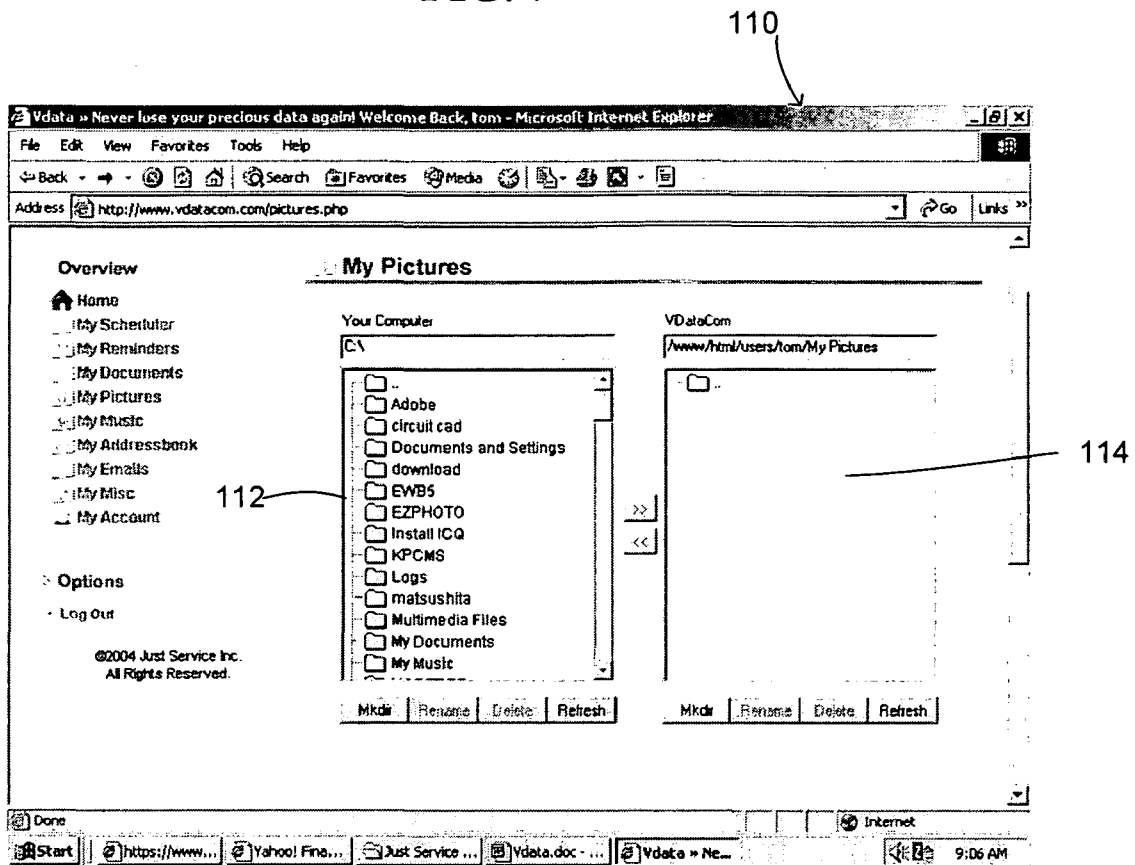 110
Vdata » Never lose your precious data again! Welcome Back, tom - Microsoft Internet Explorer
File Edit View Favorites Tools Help
Back Search Favorites Media
Address http://www.vdatacom.com/pictures.php Go Links »
Overview
Home
My Scheduler
My Reminders
My Documents
My Pictures
My Music
My Addressbook
My Emails
My Misc
My Account
> Options
Log Out
©2004 Just Service Inc.
All Rights Reserved.
My Pictures
Your Computer
C:\
..
Adobe
circuit cad
Documents and Settings
download
EWB5
EZPHOTO
Install ICQ
KPCMS
Logs
matsushita
Multimedia Files
My Documents
My Music
Mkdir Rename Delete Refresh
112
>>
<<
VDataCom
/www/html/users/tom/My Pictures
..
Mkdir Rename Delete Refresh
114
Done Internet
Start https://www... Yahoo! Fina... Just Service ... Vdata.doc - ... Vdata » Ne... 9:06 AM